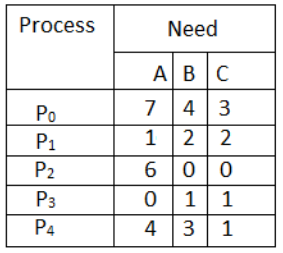 Process Need
A B C
P₀ 7 4 3
P₁ 1 2 2
P₂ 6 0 0
P₃ 0 1 1
P₄ 4 3 1